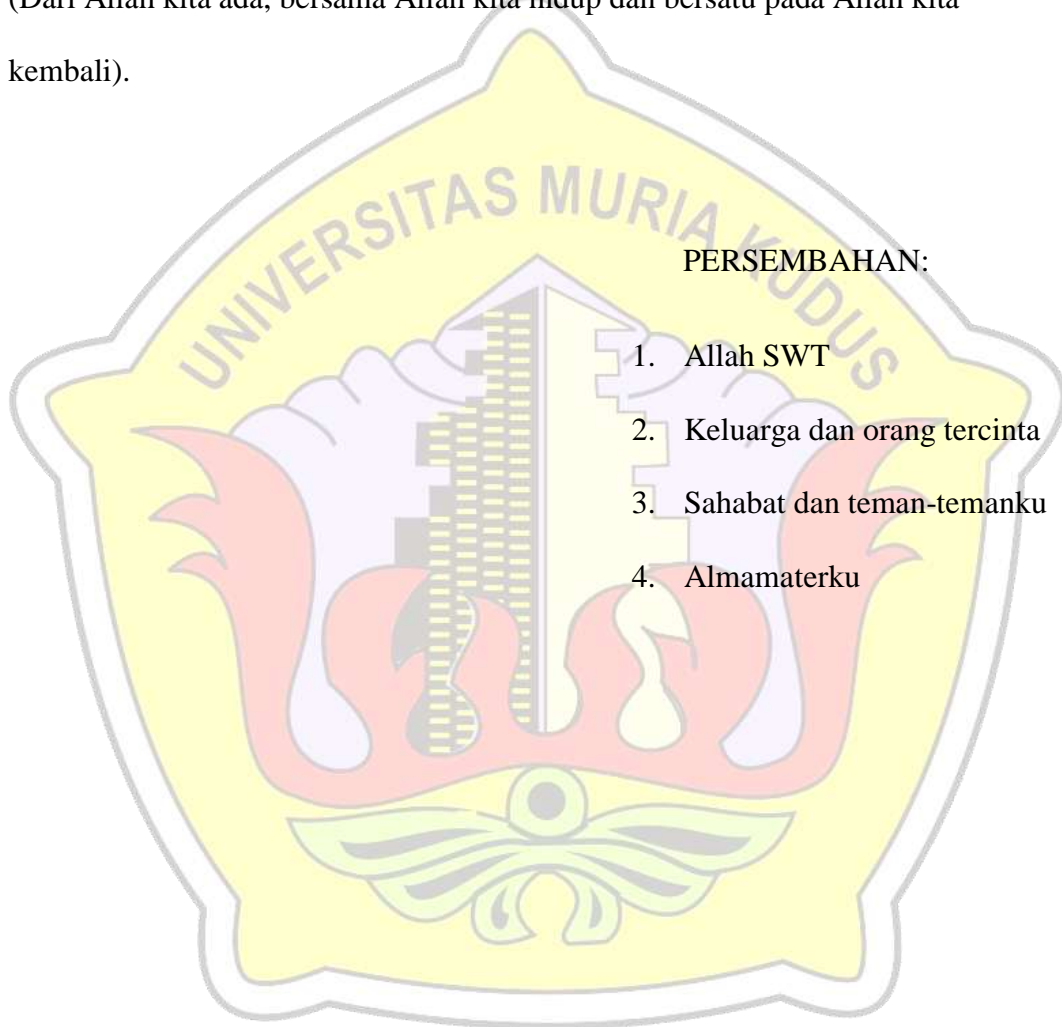 (Dari Allah kita ada, bersama Allah kita hidup dan bersatu pada Allah kita
kembali).
UNIVERSITAS MURIA KUDUS
PERSEMBAHAN:
1. Allah SWT
2. Keluarga dan orang tercinta
3. Sahabat dan teman-temanku
4. Almamaterku